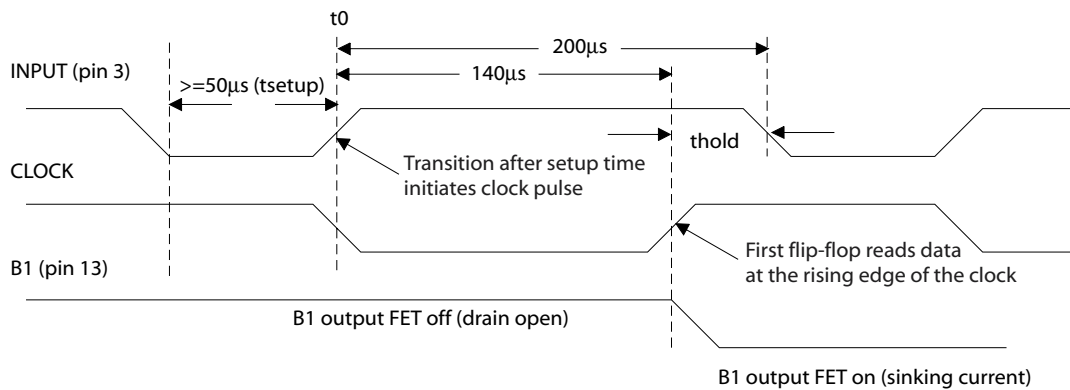 t0
200µs
INPUT (pin 3)
140µs
>=50µs (tsetup)
thold
Transition after setup time
initiates clock pulse
CLOCK
First flip-flop reads data
at the rising edge of the clock
B1 (pin 13)
B1 output FET off (drain open)
B1 output FET on (sinking current)